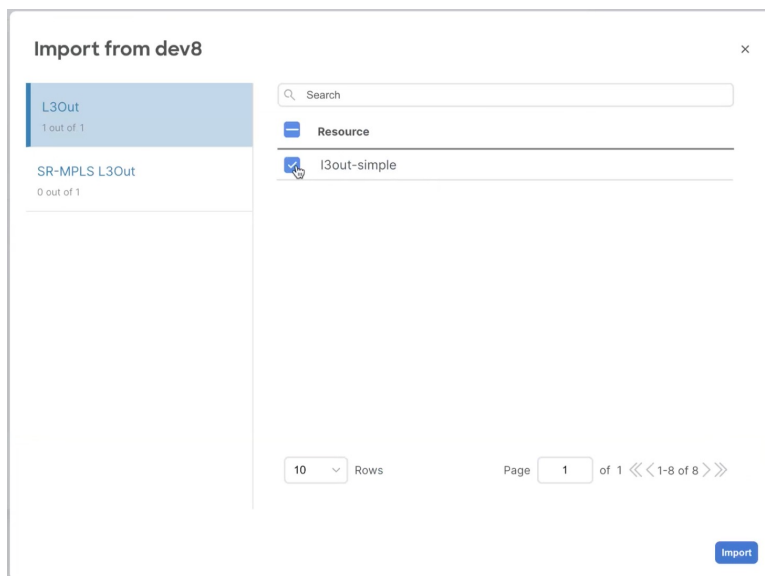 Import from dev8
L3Out
1 out of 1
SR-MPLS L3Out
0 out of 1
Search
Resource
l3out-simple
10 Rows Page 1 of 1 1-8 of 8
Import